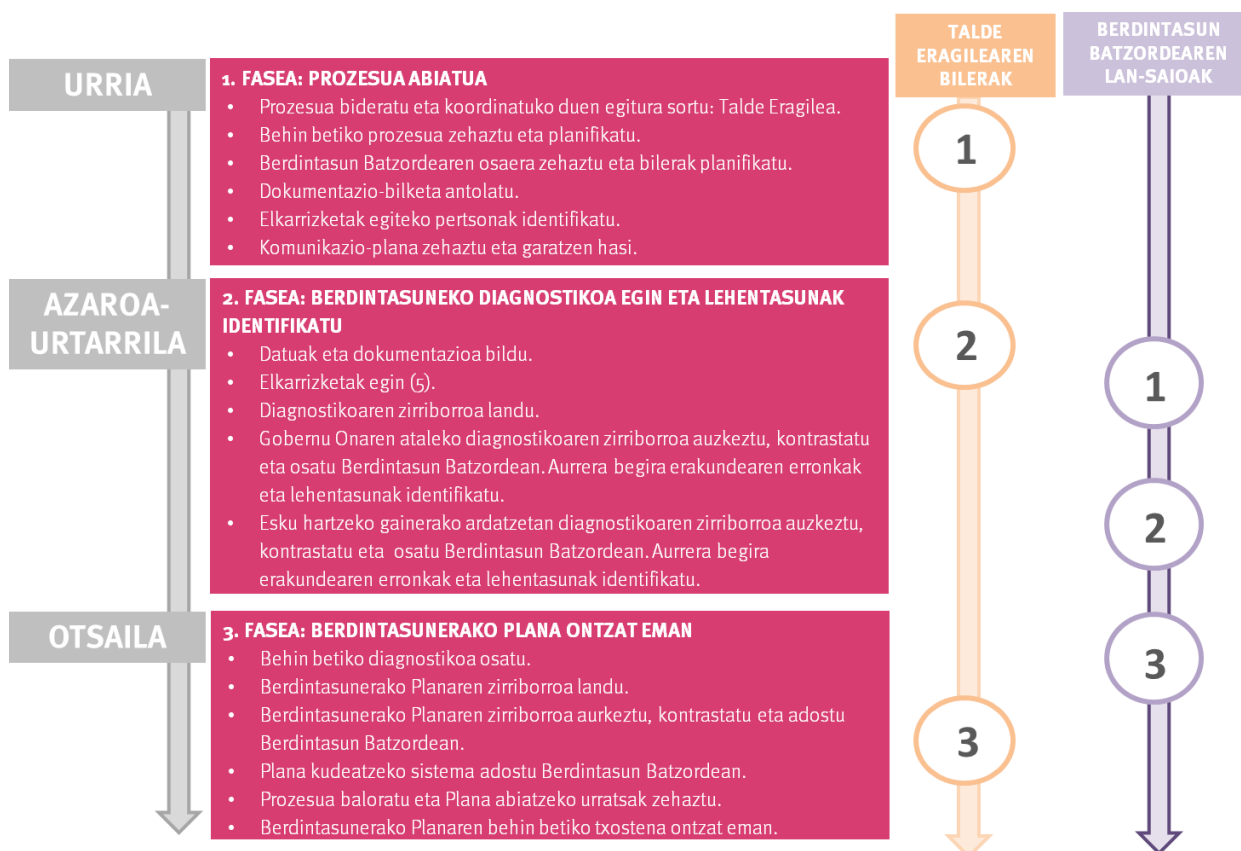 TALDE
ERAGILEAREN
BILERAK
BERDINTASUN
BATZORDEAREN
LAN-SAIOAK
URRIA
1. FASEA: PROZESUA ABIATUA
• Prozesua bideratu eta koordinatuko duen egitura sortu: Talde Eragilea.
• Behin betiko prozesua zehaztu eta planifikatu.
• Berdintasun Batzordearen osaera zehaztu eta bilerak planifikatu.
• Dokumentazio-bilketa antolatu.
• Elkarrizketak egiteko pertsonak identifikatu.
• Komunikazio-plana zehaztu eta garatzen hasi.
1
AZAROA-
URTARRILA
2. FASEA: BERDINTASUNEKO DIAGNOSTIKOA EGIN ETA LEHENTASUNAK
IDENTIFIKATU
• Datuak eta dokumentazioa bildu.
• Elkarrizketak egin (5).
• Diagnostikoaren zirriborroa landu.
• Gobernu Onaren ataleko diagnostikoaren zirriborroa auzkeztu, kontrastatu
eta osatu Berdintasun Batzordean. Aurrera begira erakundearen erronkak
eta lehentasunak identifikatu.
• Esku hartzeko gainerako ardatzetan diagnostikoaren zirriborroa auzkeztu,
kontrastatu eta osatu Berdintasun Batzordean. Aurrera begira
erakundearen erronkak eta lehentasunak identifikatu.
2
1
2
OTSAILA
3. FASEA: BERDINTASUNERAKO PLANA ONTZAT EMAN
• Behin betiko diagnostikoa osatu.
• Berdintasunerako Planaren zirriborroa landu.
• Berdintasunerako Planaren zirriborroa aurkeztu, kontrastatu eta adostu
Berdintasun Batzordean.
• Plana kudeatzeko sistema adostu Berdintasun Batzordean.
• Prozesua baloratu eta Plana abiatzeko urratsak zehaztu.
• Berdintasunerako Planaren behin betiko txostena ontzat eman.
3
3